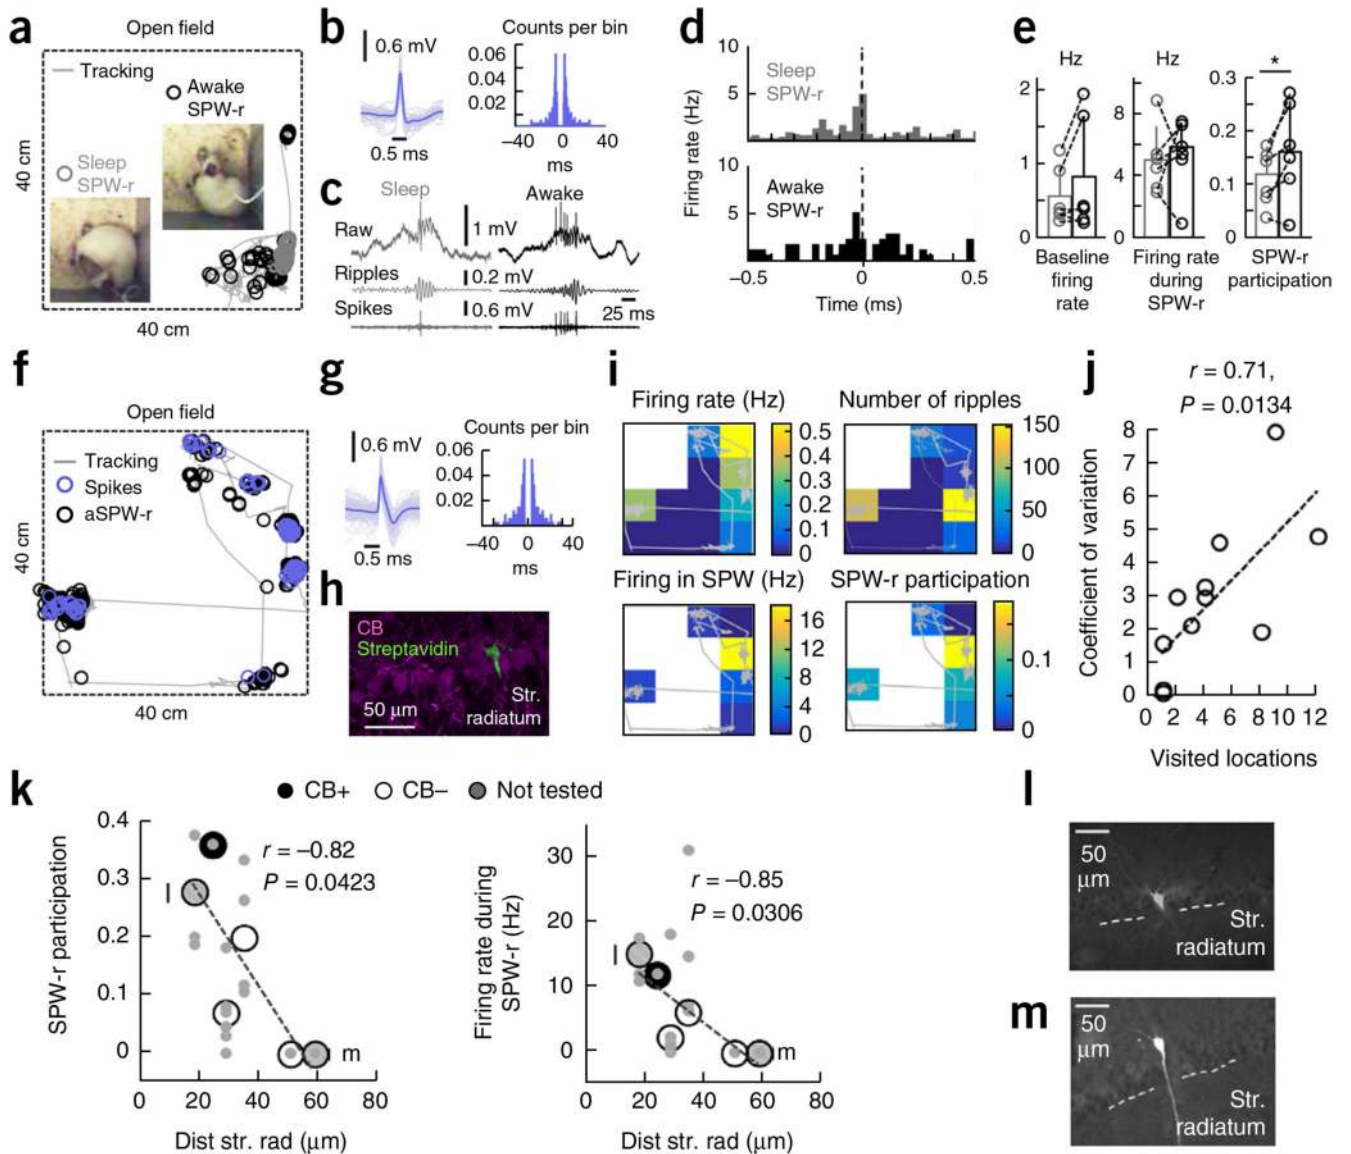 a
Open field
Tracking
Awake
SPW-r
Sleep
SPW-r
40 cm
40 cm
b
0.6 mV
0.5 ms
Counts per bin
0.06
0.04
0.02
−40 0 40
ms
c
Sleep
Awake
Raw
1 mV
Ripples
0.2 mV
Spikes
0.6 mV
25 ms
d
Firing rate (Hz)
10
5
Sleep
SPW-r
10
5
Awake
SPW-r
−0.5 0 0.5
Time (ms)
e
Hz
2
1
0
Baseline
firing
rate
Hz
8
4
0
Firing rate
during
SPW-r
*
0.3
0.2
0.1
0
SPW-r
participation
f
Open field
Tracking
Spikes
aSPW-r
40 cm
40 cm
g
0.6 mV
0.5 ms
Counts per bin
0.06
0.04
0.02
−40 0 40
ms
h
CB
Streptavidin
Str.
radiatum
50 μm
i
Firing rate (Hz)
0.5
0.4
0.3
0.2
0.1
0
Number of ripples
150
100
50
0
Firing in SPW (Hz)
16
12
8
4
0
SPW-r participation
0.1
0
j
r = 0.71,
P = 0.0134
Coefficient of variation
8
7
6
5
4
3
2
1
0
0 2 4 6 8 10 12
Visited locations
k
CB+ CB− Not tested
SPW-r participation
0.4
0.3
0.2
0.1
0
r = −0.82
P = 0.0423
l
m
0 20 40 60 80
Dist str. rad (μm)
Firing rate during
SPW-r (Hz)
30
20
10
0
r = −0.85
P = 0.0306
l
m
0 20 40 60 80
Dist str. rad (μm)
l
50
μm
Str.
radiatum
m
50
μm
Str.
radiatum